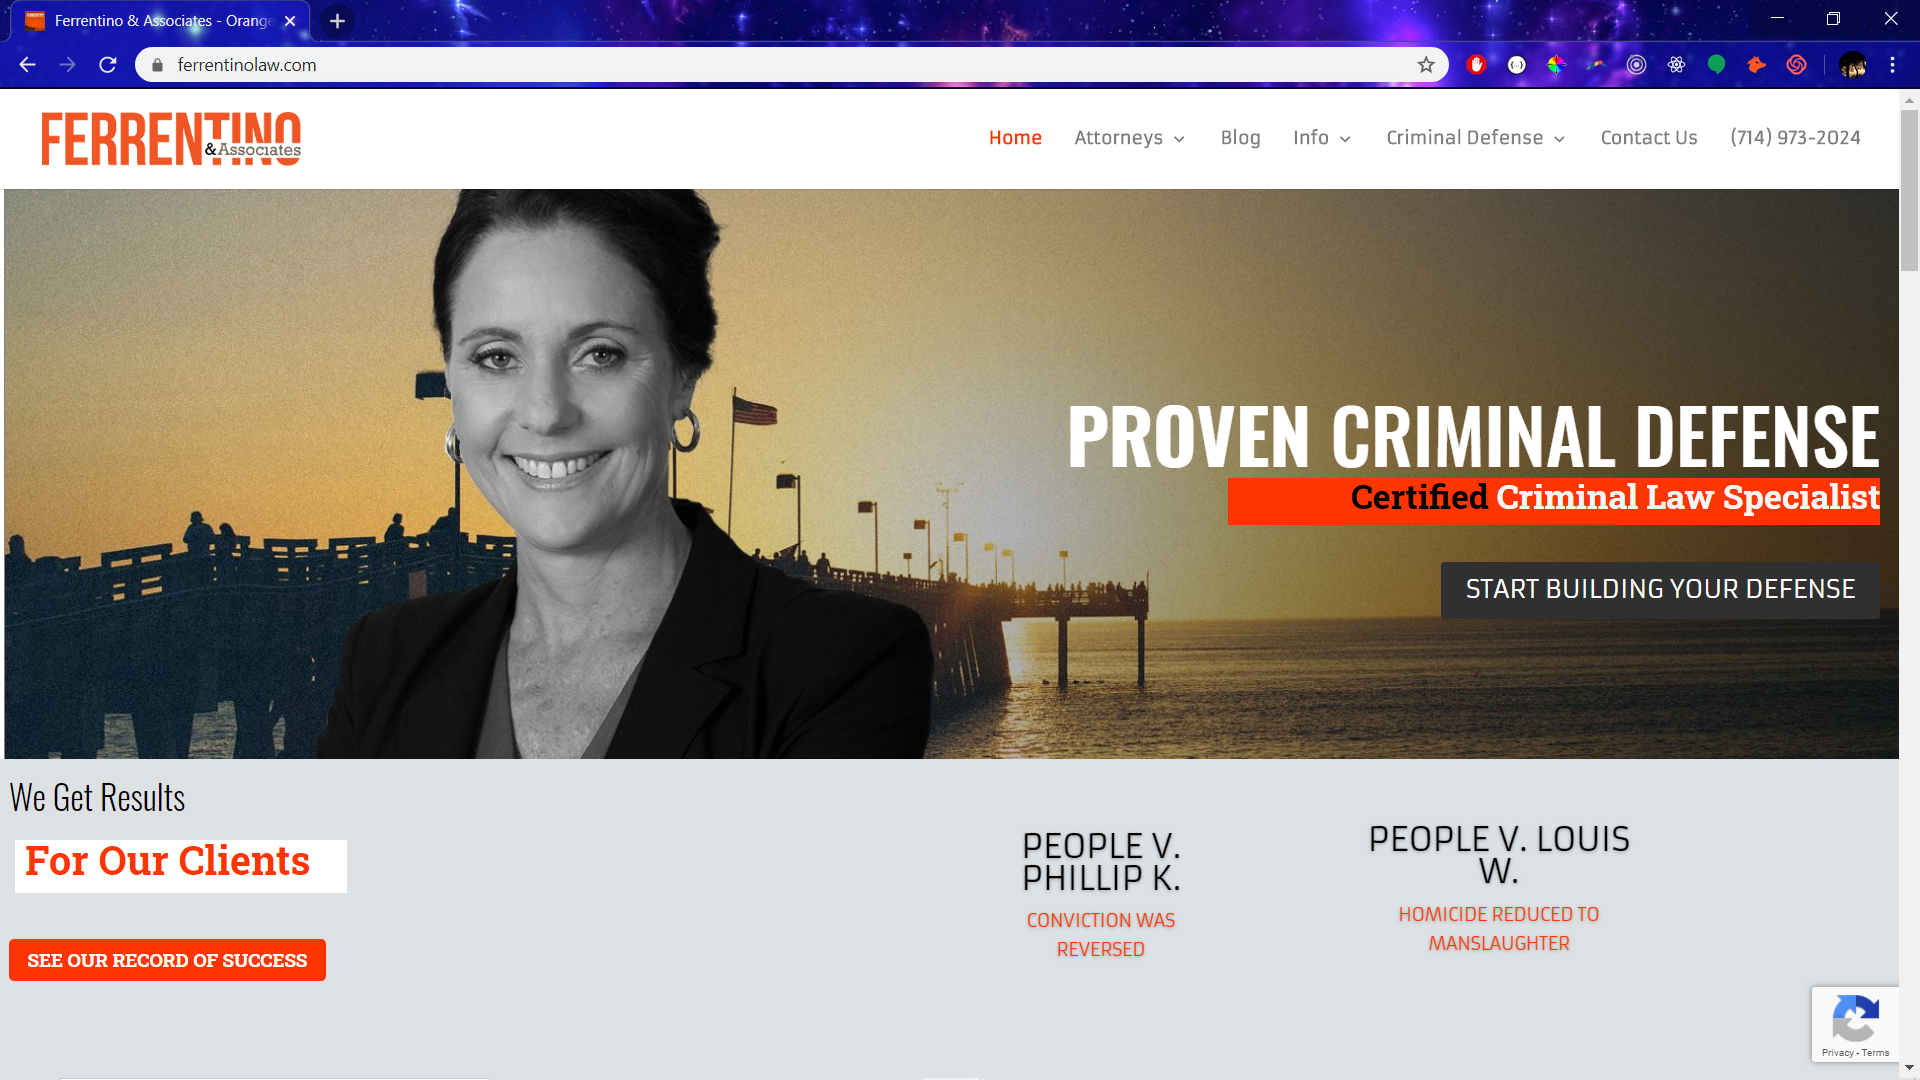 Ferrentino & Associates - Orange
ferrentinolaw.com
FERRENTINO
& Associates
Home
Attorneys
Blog
Info
Criminal Defense
Contact Us
(714) 973-2024
PROVEN CRIMINAL DEFENSE
Certified Criminal Law Specialist
START BUILDING YOUR DEFENSE
We Get Results
For Our Clients
SEE OUR RECORD OF SUCCESS
PEOPLE V.
PHILLIP K.
CONVICTION WAS
REVERSED
PEOPLE V. LOUIS
W.
HOMICIDE REDUCED TO
MANSLAUGHTER
Privacy - Terms